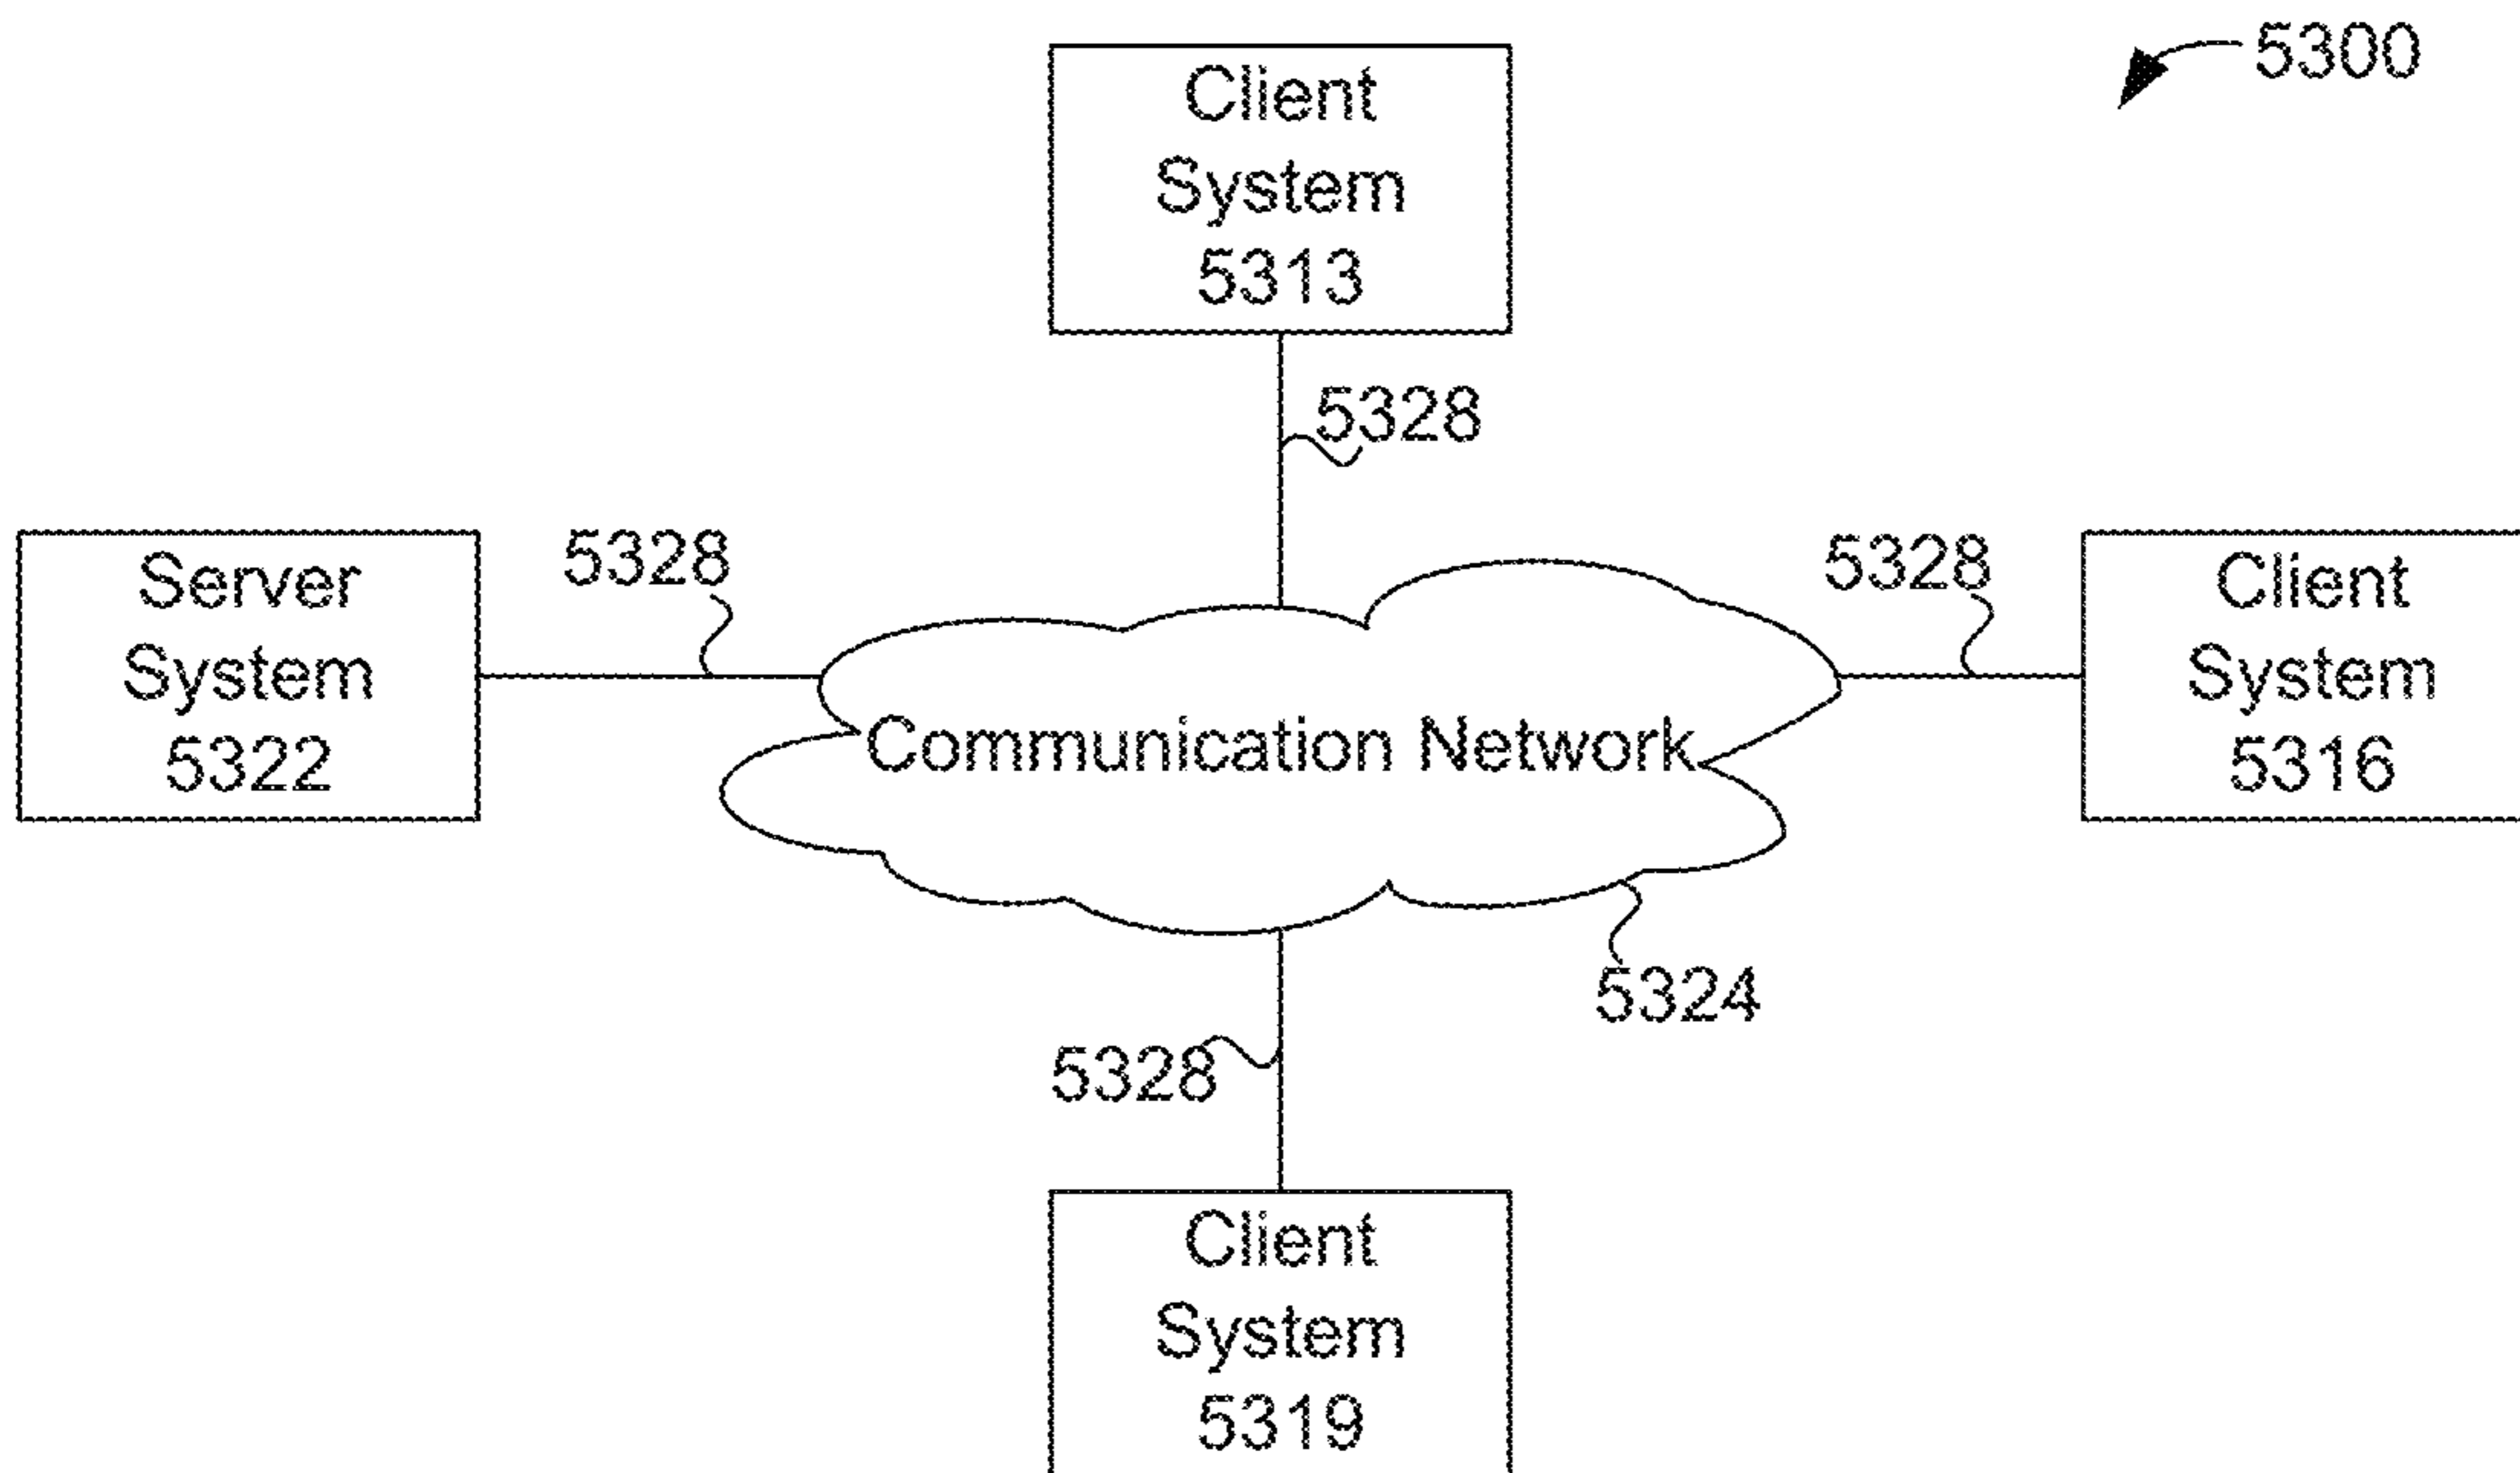 5300
Client
System
5313
5328
Server
System
5322
5328
5328
Client
System
5316
Communication Network
5324
5328
Client
System
5319